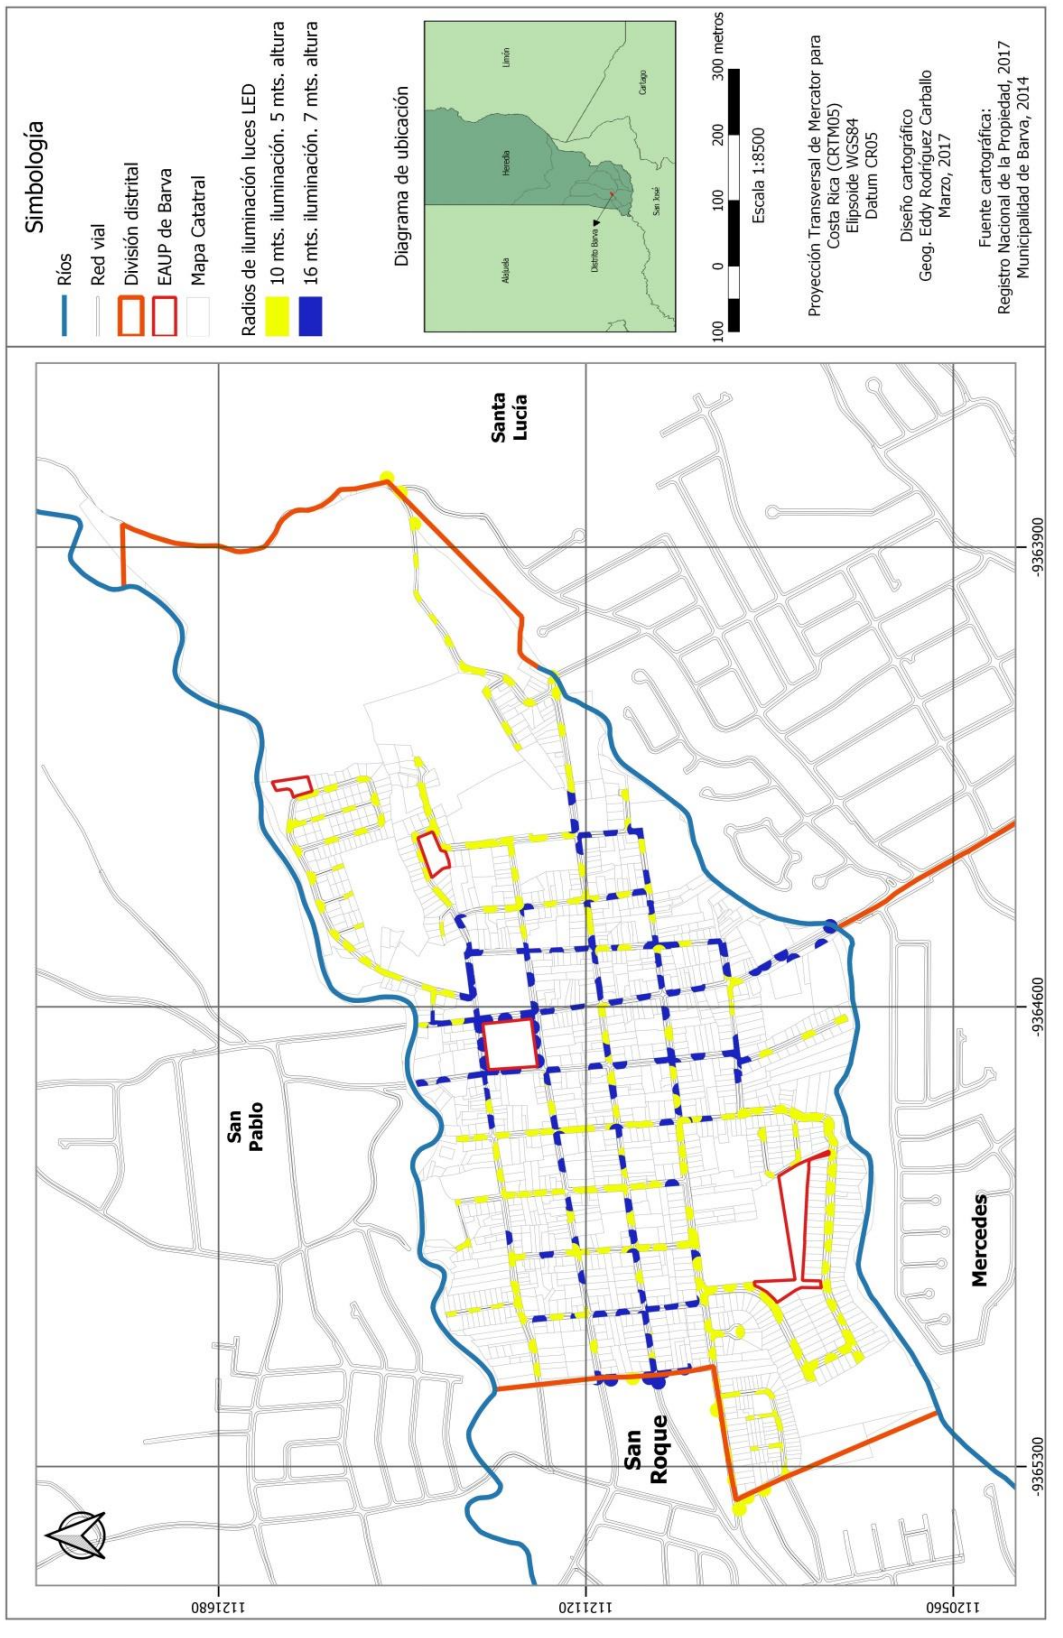 Simbología
Ríos
Red vial
División distrital
EAUP de Barva
Mapa Catatral
Radios de iluminación luces LED
10 mts. iluminación. 5 mts. altura
16 mts. iluminación. 7 mts. altura
Diagrama de ubicación
Limón
Heredia
Cartago
Alajuela
San José
Distrito Barva
100 0 100 200 300 metros
Escala 1:8500
Proyección Transversal de Mercator para
Costa Rica (CRTM05)
Elipsoide WGS84
Datum CR05
Diseño cartográfico
Geog. Eddy Rodríguez Carballo
Marzo, 2017
Fuente cartográfica:
Registro Nacional de la Propiedad, 2017
Municipalidad de Barva, 2014
San
Pablo
Santa
Lucía
San
Roque
Mercedes
1121680
1121120
1120560
-9365300
-9364600
-9363900